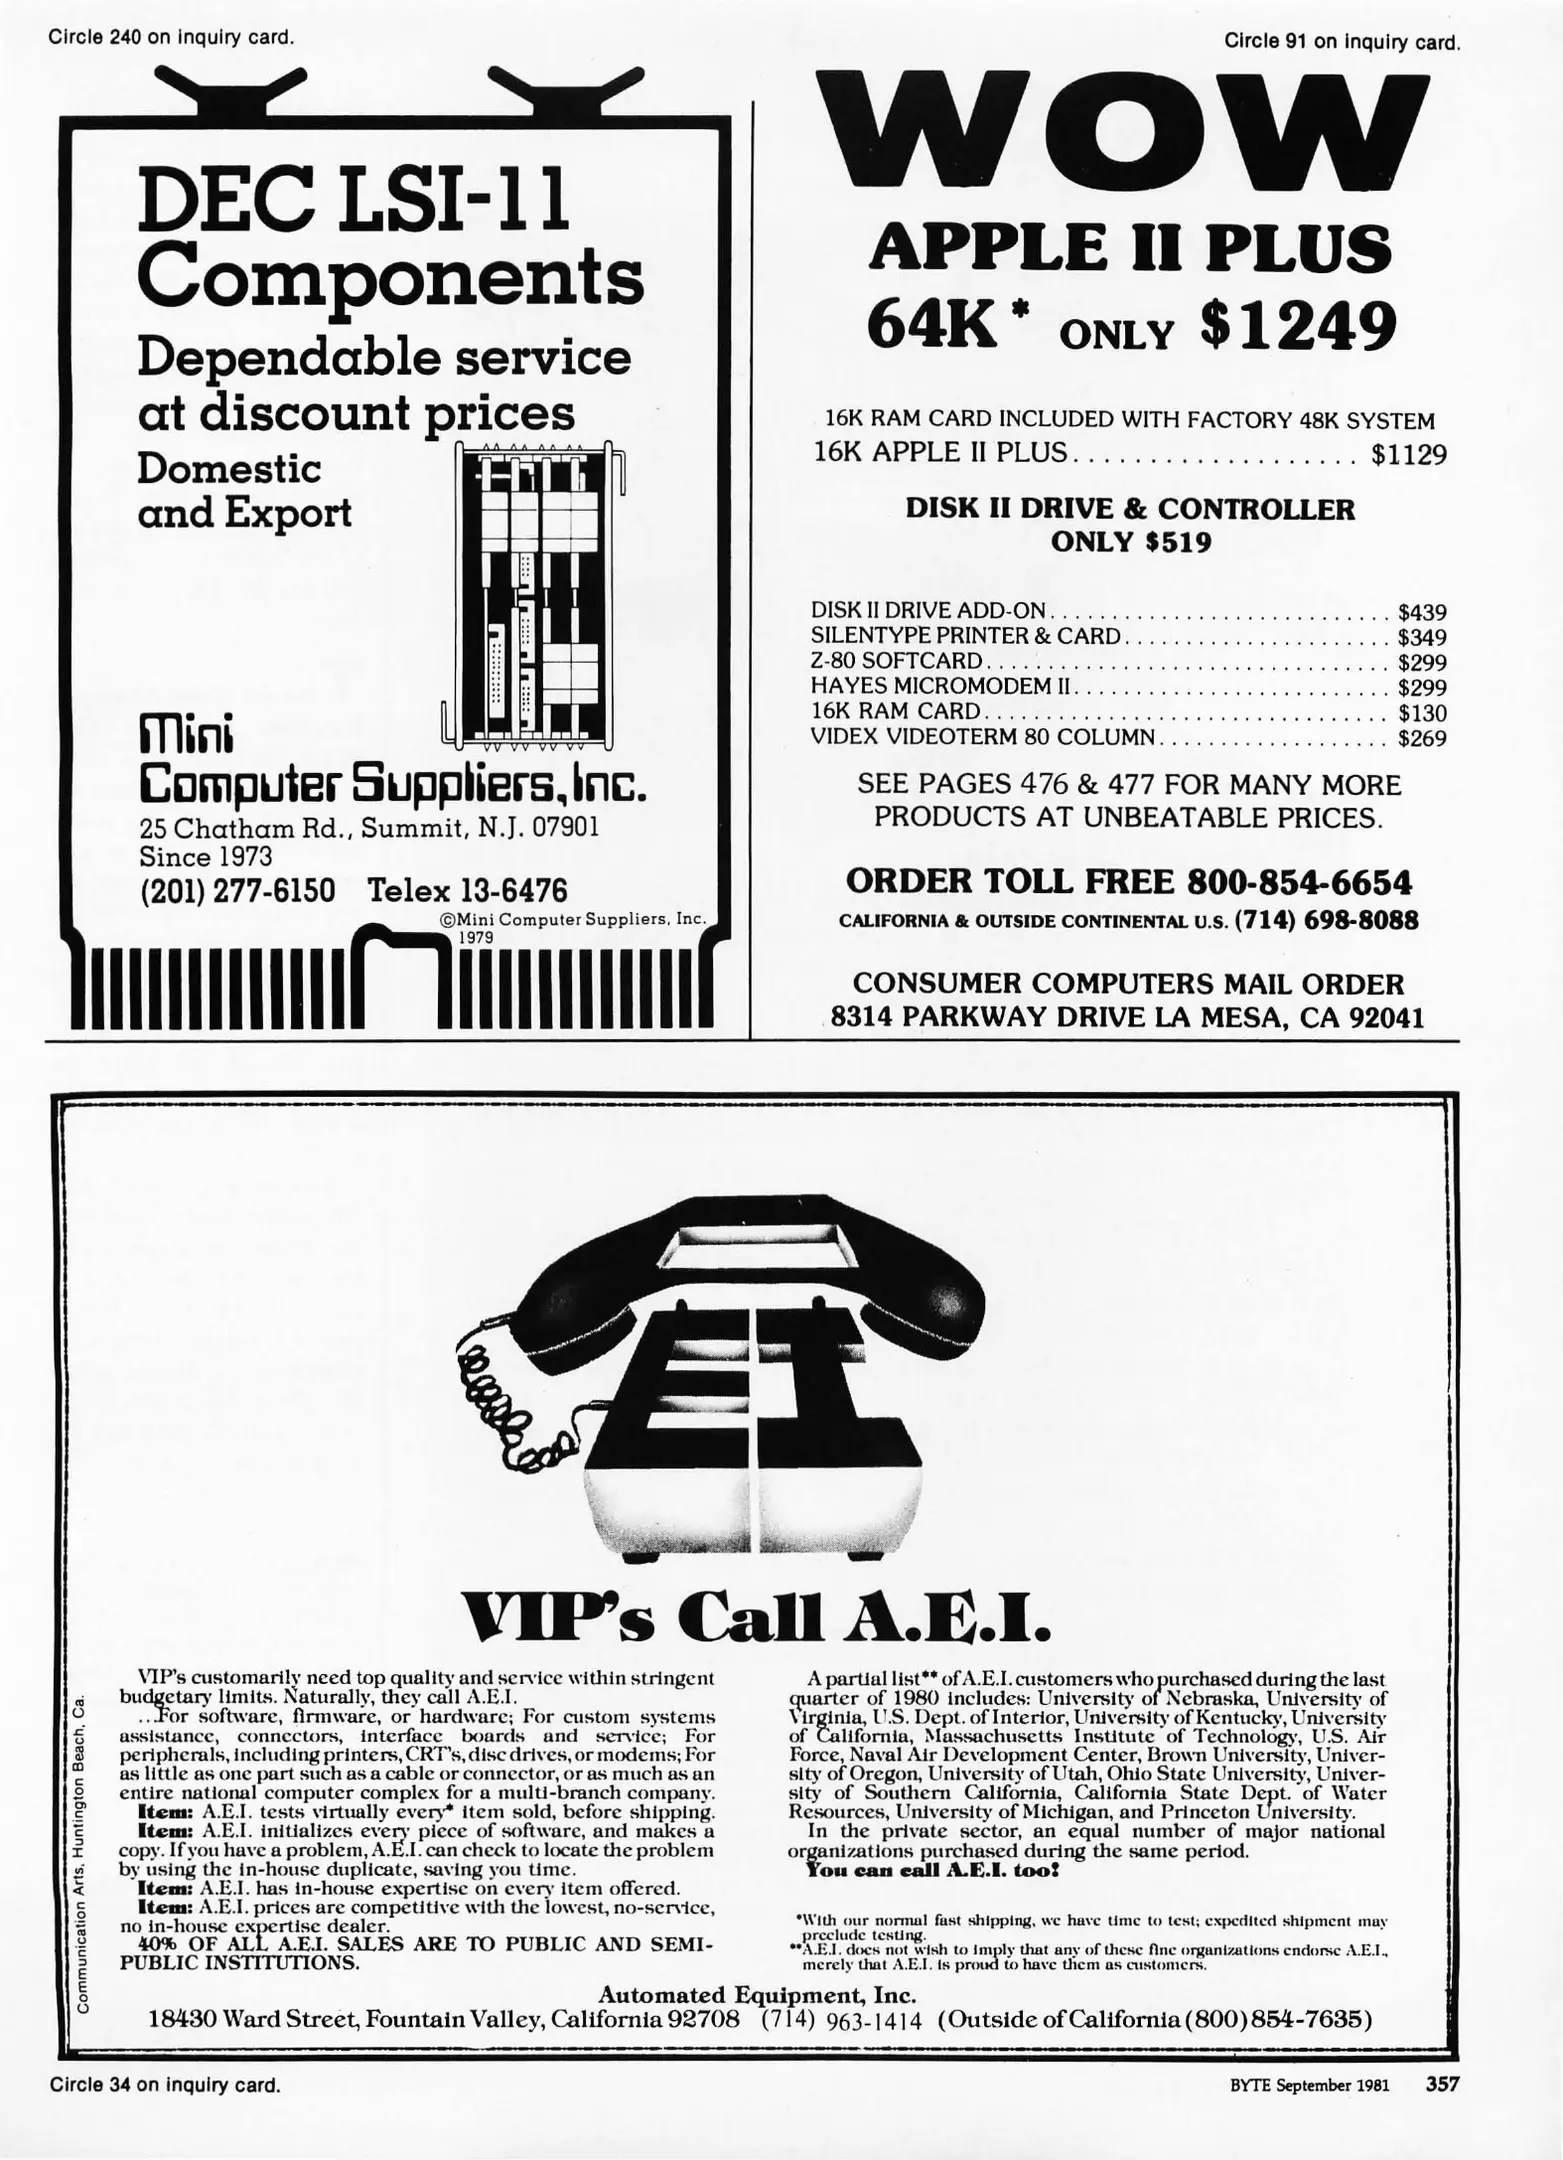 Circle 240 on inquiry card.
DEC LSI-11
Components
Dependable service
at discount prices
Domestic
and Export
Mini
Computer Suppliers, Inc.
25 Chatham Rd., Summit, N.J. 07901
Since 1973
(201) 277-6150 Telex 13-6476
©Mini Computer Suppliers, Inc.
1979
Circle 91 on inquiry card.
WOW
APPLE II PLUS
64K* ONLY $1249
16K RAM CARD INCLUDED WITH FACTORY 48K SYSTEM
16K APPLE II PLUS. . . . . . . . . . . . . . . . . . . $1129
DISK II DRIVE & CONTROLLER
ONLY $519
DISK II DRIVE ADD-ON. . . . . . . . . . . . . . . . . . . . . . . . . . . . $439
SILENTYPE PRINTER & CARD. . . . . . . . . . . . . . . . . . . . . . $349
Z-80 SOFTCARD. . . . . . . . . . . . . . . . . . . . . . . . . . . . . . . . . $299
HAYES MICROMODEM II. . . . . . . . . . . . . . . . . . . . . . . . . . $299
16K RAM CARD. . . . . . . . . . . . . . . . . . . . . . . . . . . . . . . . . $130
VIDEX VIDEOTERM 80 COLUMN. . . . . . . . . . . . . . . . . . . $269
SEE PAGES 476 & 477 FOR MANY MORE
PRODUCTS AT UNBEATABLE PRICES.
ORDER TOLL FREE 800-854-6654
CALIFORNIA & OUTSIDE CONTINENTAL U.S. (714) 698-8088
CONSUMER COMPUTERS MAIL ORDER
8314 PARKWAY DRIVE LA MESA, CA 92041
AEI
VIP's Call A.E.I.
VIP's customarily need top quality and service within stringent
budgetary limits. Naturally, they call A.E.I.
...For software, firmware, or hardware; For custom systems
assistance, connectors, interface boards and service; For
peripherals, including printers, CRT's, disc drives, or modems; For
as little as one part such as a cable or connector, or as much as an
entire national computer complex for a multi-branch company.
Item: A.E.I. tests virtually every* item sold, before shipping.
Item: A.E.I. initializes every piece of software, and makes a
copy. If you have a problem, A.E.I. can check to locate the problem
by using the in-house duplicate, saving you time.
Item: A.E.I. has in-house expertise on every item offered.
Item: A.E.I. prices are competitive with the lowest, no-service,
no in-house expertise dealer.
40% OF ALL A.E.I. SALES ARE TO PUBLIC AND SEMI-
PUBLIC INSTITUTIONS.
A partial list** of A.E.I. customers who purchased during the last
quarter of 1980 includes: University of Nebraska, University of
Virginia, U.S. Dept. of Interior, University of Kentucky, University
of California, Massachusetts Institute of Technology, U.S. Air
Force, Naval Air Development Center, Brown University, Univer-
sity of Oregon, University of Utah, Ohio State University, Univer-
sity of Southern California, California State Dept. of Water
Resources, University of Michigan, and Princeton University.
In the private sector, an equal number of major national
organizations purchased during the same period.
You can call A.E.I. too!
*With our normal fast shipping, we have time to test; expedited shipment may
preclude testing.
**A.E.I. does not wish to imply that any of these fine organizations endorse A.E.I.,
merely that A.E.I. is proud to have them as customers.
Communication Arts, Huntington Beach, Ca.
Automated Equipment, Inc.
18430 Ward Street, Fountain Valley, California 92708 (714) 963-1414 (Outside of California (800) 854-7635)
Circle 34 on inquiry card.
BYTE September 1981 357